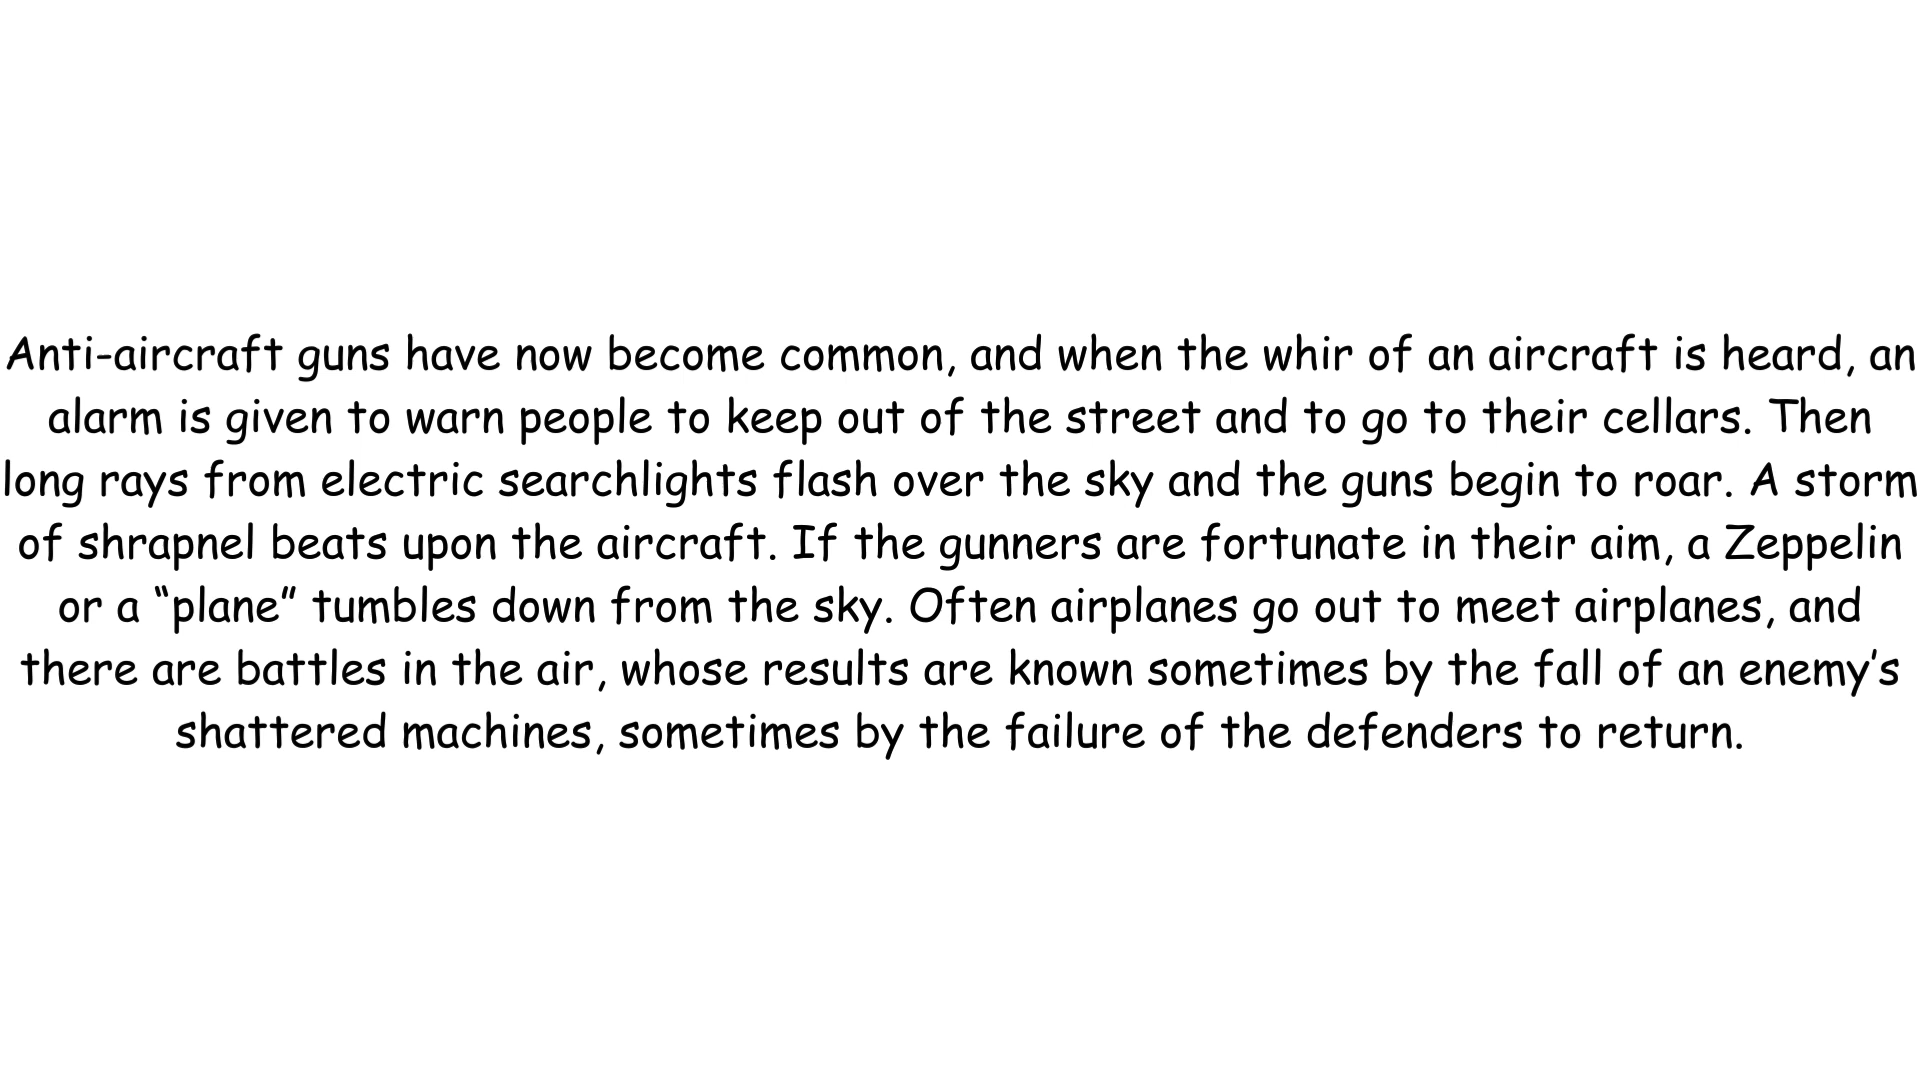 Anti-aircraft guns have now become common, and when the whir of an aircraft is heard, an
alarm is given to warn people to keep out of the street and to go to their cellars. Then
long rays from electric searchlights flash over the sky and the guns begin to roar. A storm
of shrapnel beats upon the aircraft. If the gunners are fortunate in their aim, a Zeppelin
or a “plane” tumbles down from the sky. Often airplanes go out to meet airplanes, and
there are battles in the air, whose results are known sometimes by the fall of an enemy’s
shattered machines, sometimes by the failure of the defenders to return.